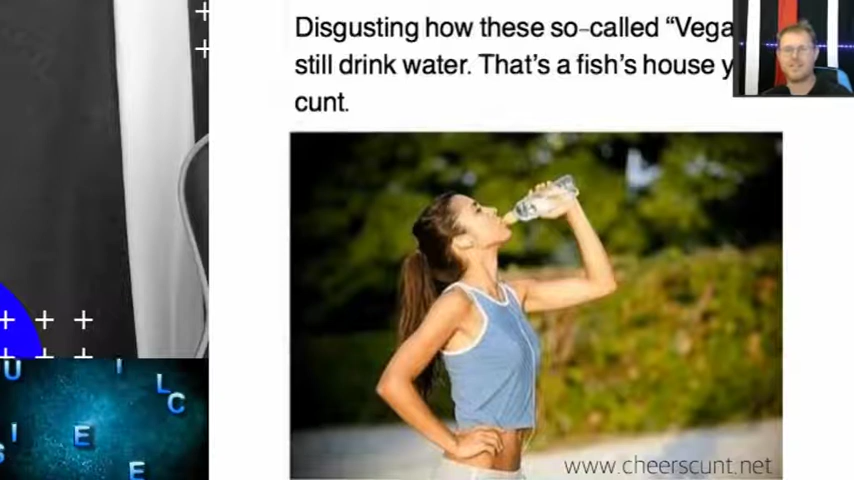 Disgusting how these so-called “Vega
still drink water. That’s a fish’s house y
cunt.
www.cheerscunt.net
U
I
L
C
I
E
S
E